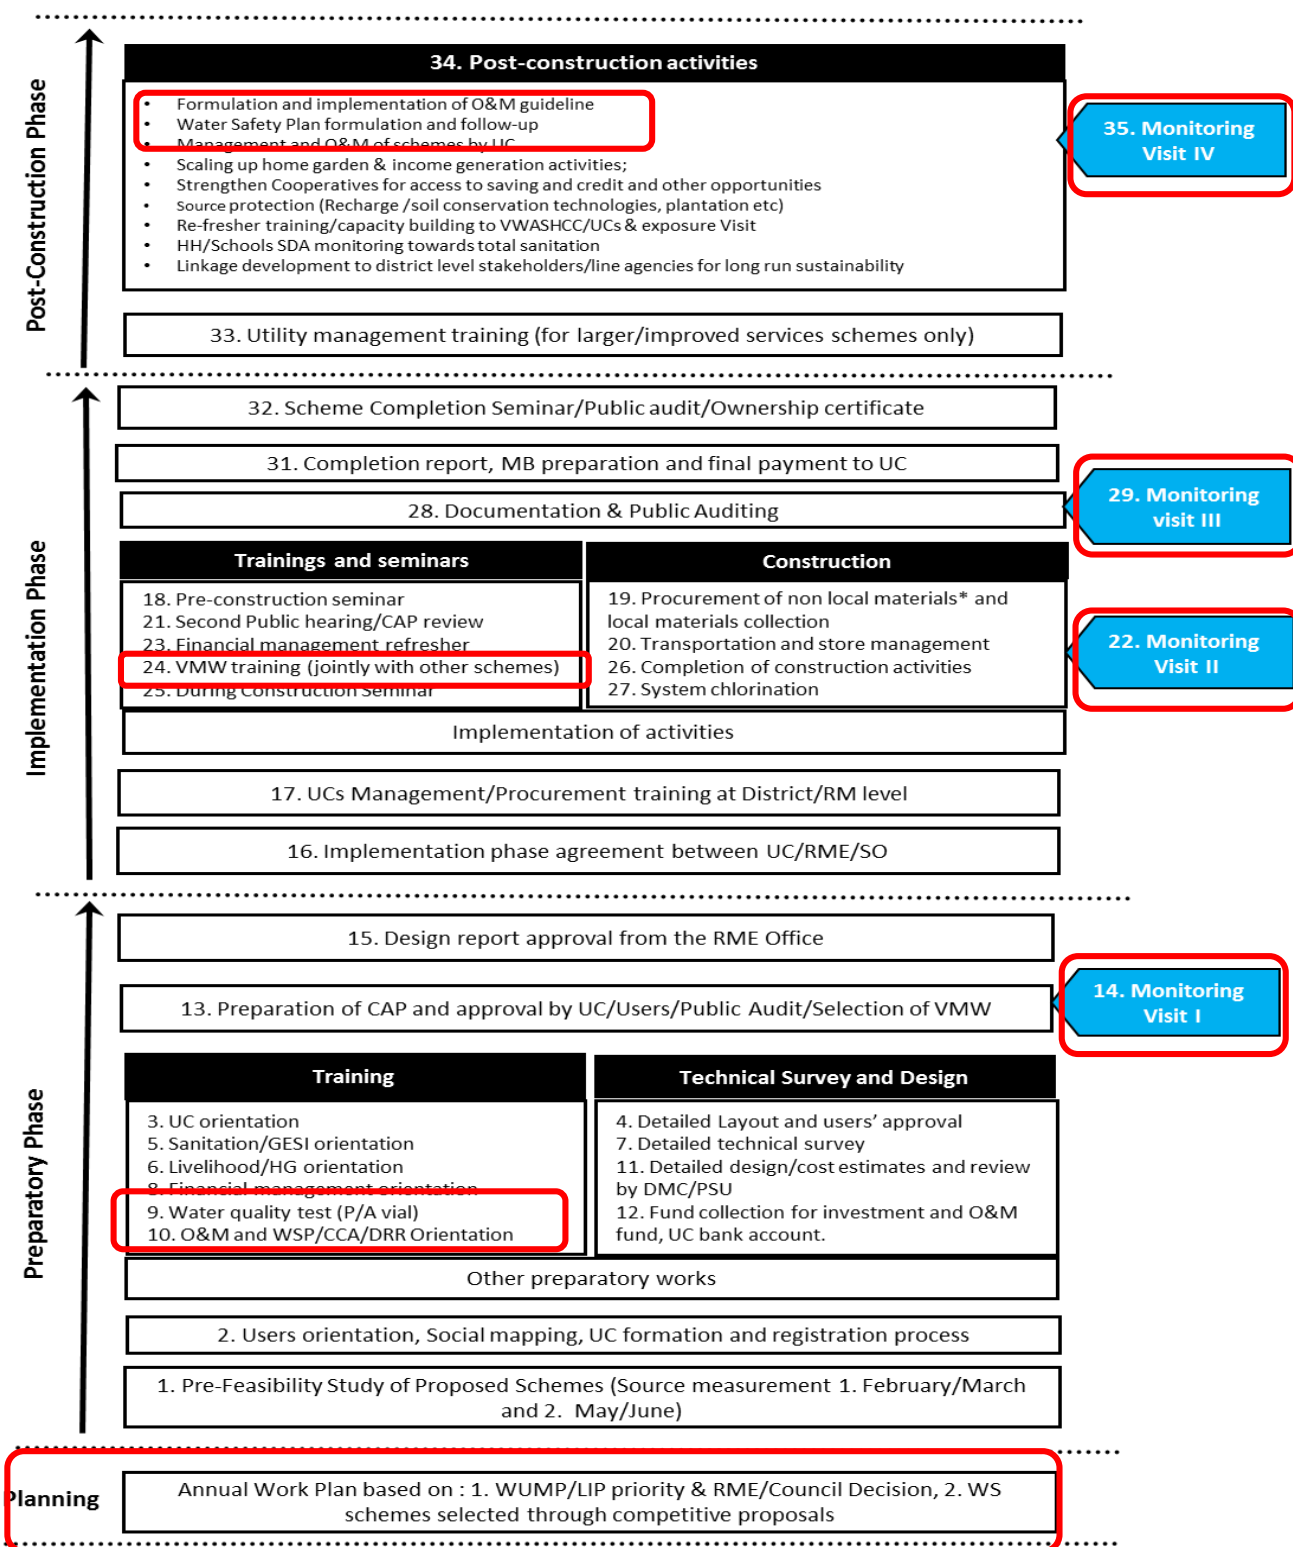 Post-Construction Phase
34. Post-construction activities
• Formulation and implementation of O&M guideline
• Water Safety Plan formulation and follow-up
• Management and O&M of schemes by UC
• Scaling up home garden & income generation activities;
• Strengthen Cooperatives for access to saving and credit and other opportunities
• Source protection (Recharge /soil conservation technologies, plantation etc)
• Re-fresher training/capacity building to VWASHCC/UCs & exposure Visit
• HH/Schools SDA monitoring towards total sanitation
• Linkage development to district level stakeholders/line agencies for long run sustainability
35. Monitoring
Visit IV
33. Utility management training (for larger/improved services schemes only)
Implementation Phase
32. Scheme Completion Seminar/Public audit/Ownership certificate
31. Completion report, MB preparation and final payment to UC
28. Documentation & Public Auditing
29. Monitoring
visit III
Trainings and seminars
18. Pre-construction seminar
21. Second Public hearing/CAP review
23. Financial management refresher
24. VMW training (jointly with other schemes)
25. During Construction Seminar
Construction
19. Procurement of non local materials* and
local materials collection
20. Transportation and store management
26. Completion of construction activities
27. System chlorination
22. Monitoring
Visit II
Implementation of activities
17. UCs Management/Procurement training at District/RM level
16. Implementation phase agreement between UC/RME/SO
Preparatory Phase
15. Design report approval from the RME Office
13. Preparation of CAP and approval by UC/Users/Public Audit/Selection of VMW
14. Monitoring
Visit I
Training
3. UC orientation
5. Sanitation/GESI orientation
6. Livelihood/HG orientation
8. Financial management orientation
9. Water quality test (P/A vial)
10. O&M and WSP/CCA/DRR Orientation
Technical Survey and Design
4. Detailed Layout and users’ approval
7. Detailed technical survey
11. Detailed design/cost estimates and review
by DMC/PSU
12. Fund collection for investment and O&M
fund, UC bank account.
Other preparatory works
2. Users orientation, Social mapping, UC formation and registration process
1. Pre-Feasibility Study of Proposed Schemes (Source measurement 1. February/March
and 2. May/June)
Planning
Annual Work Plan based on : 1. WUMP/LIP priority & RME/Council Decision, 2. WS
schemes selected through competitive proposals